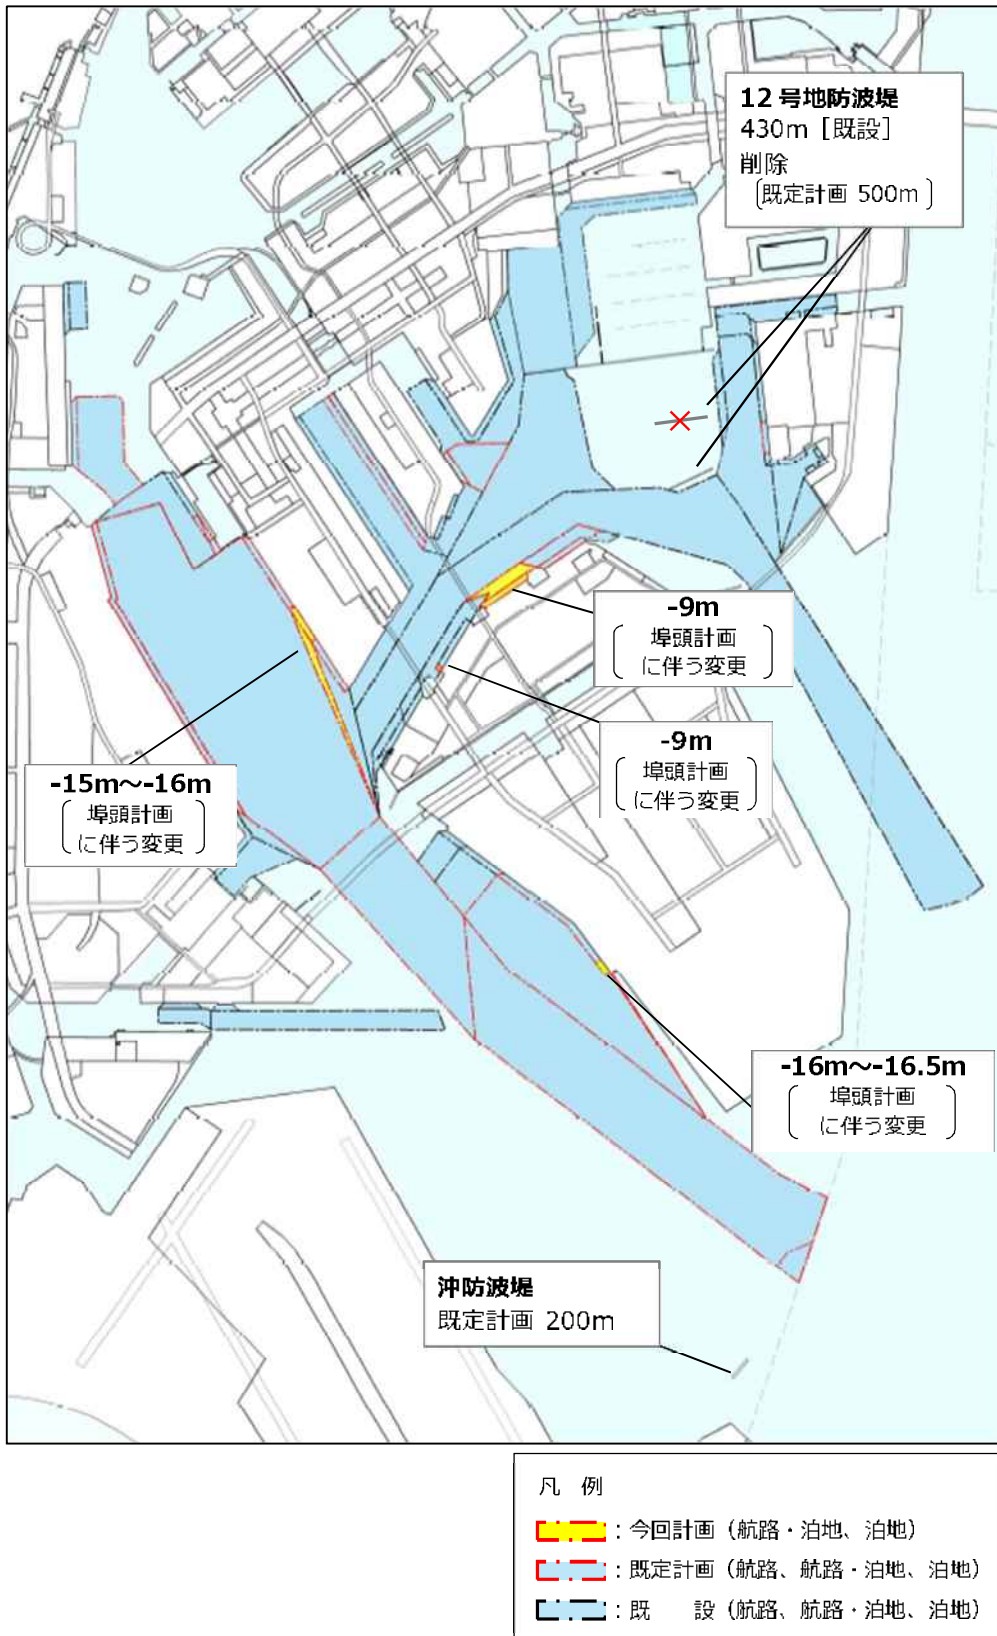 12 号地防波堤
430m［既設］
削除
〔既定計画 500m〕
-9m
〔埠頭計画
に伴う変更〕
-9m
〔埠頭計画
に伴う変更〕
-15m～-16m
〔埠頭計画
に伴う変更〕
-16m～-16.5m
〔埠頭計画
に伴う変更〕
沖防波堤
既定計画 200m
凡 例
：今回計画（航路・泊地、泊地）
：既定計画（航路、航路・泊地、泊地）
：既　　設（航路、航路・泊地、泊地）